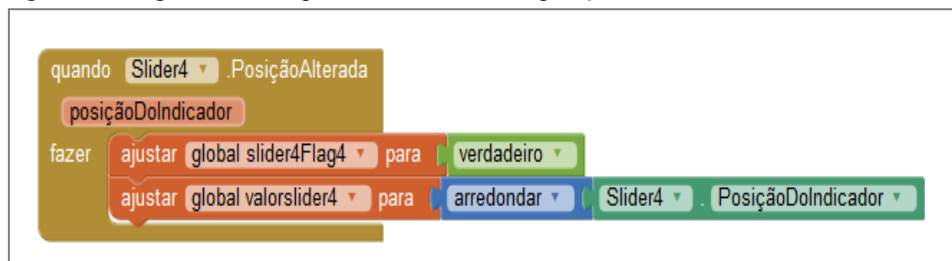 quando Slider4 .PosiçãoAlterada
posiçãoDoIndicador
fazer ajustar global slider4Flag4 para verdadeiro
ajustar global valorslider4 para arredondar Slider4 . PosiçãoDoIndicador